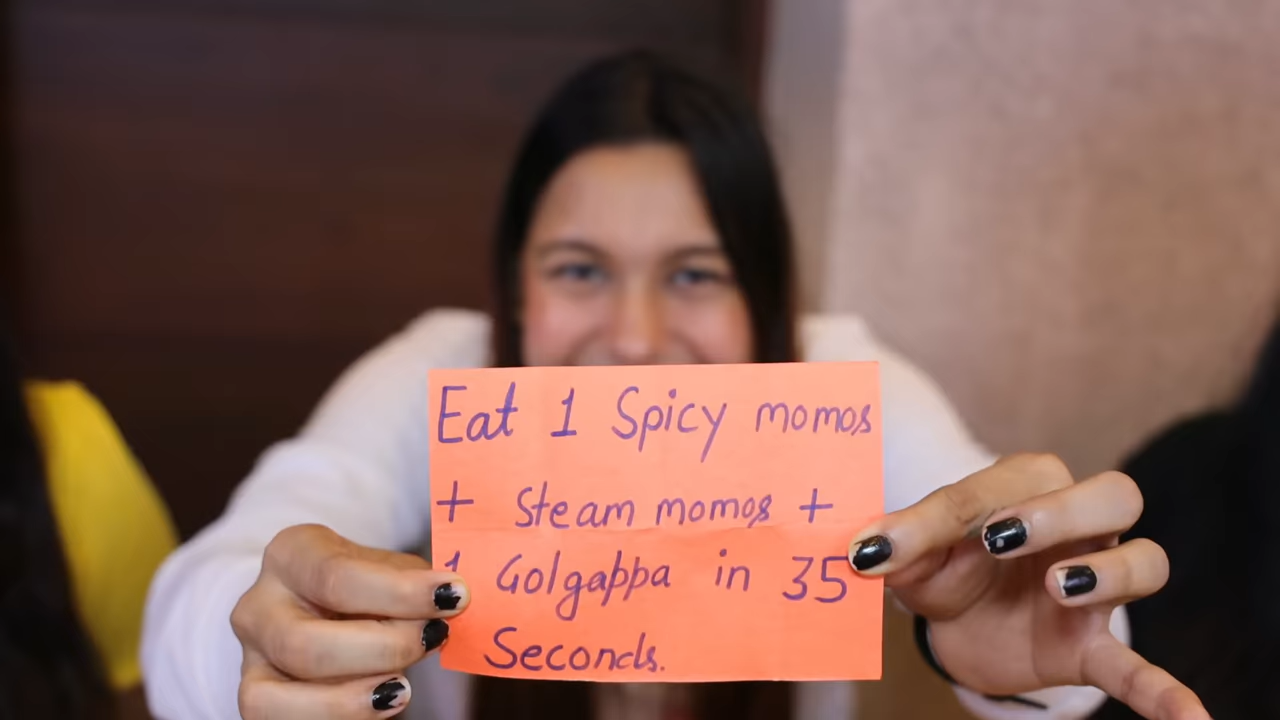 Eat 1 Spicy momos
+ Steam momos +
1 Golgappa in 35
Seconds.